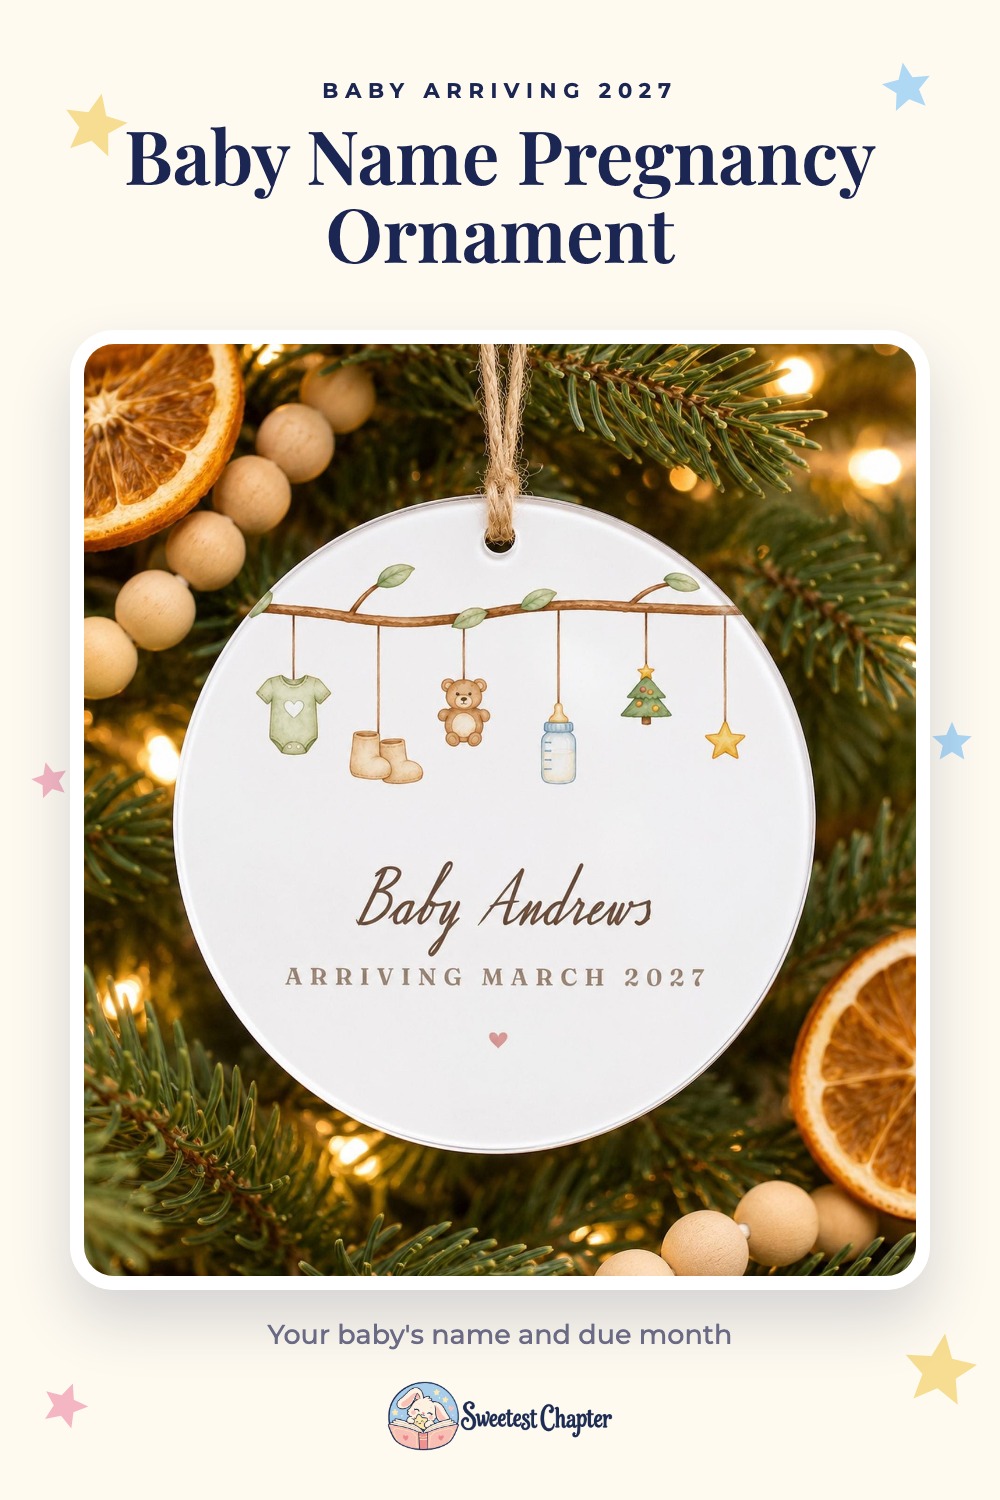 BABY ARRIVING 2027
Baby Name Pregnancy
Ornament
Baby Andrews
ARRIVING MARCH 2027
Your baby's name and due month
Sweetest Chapter